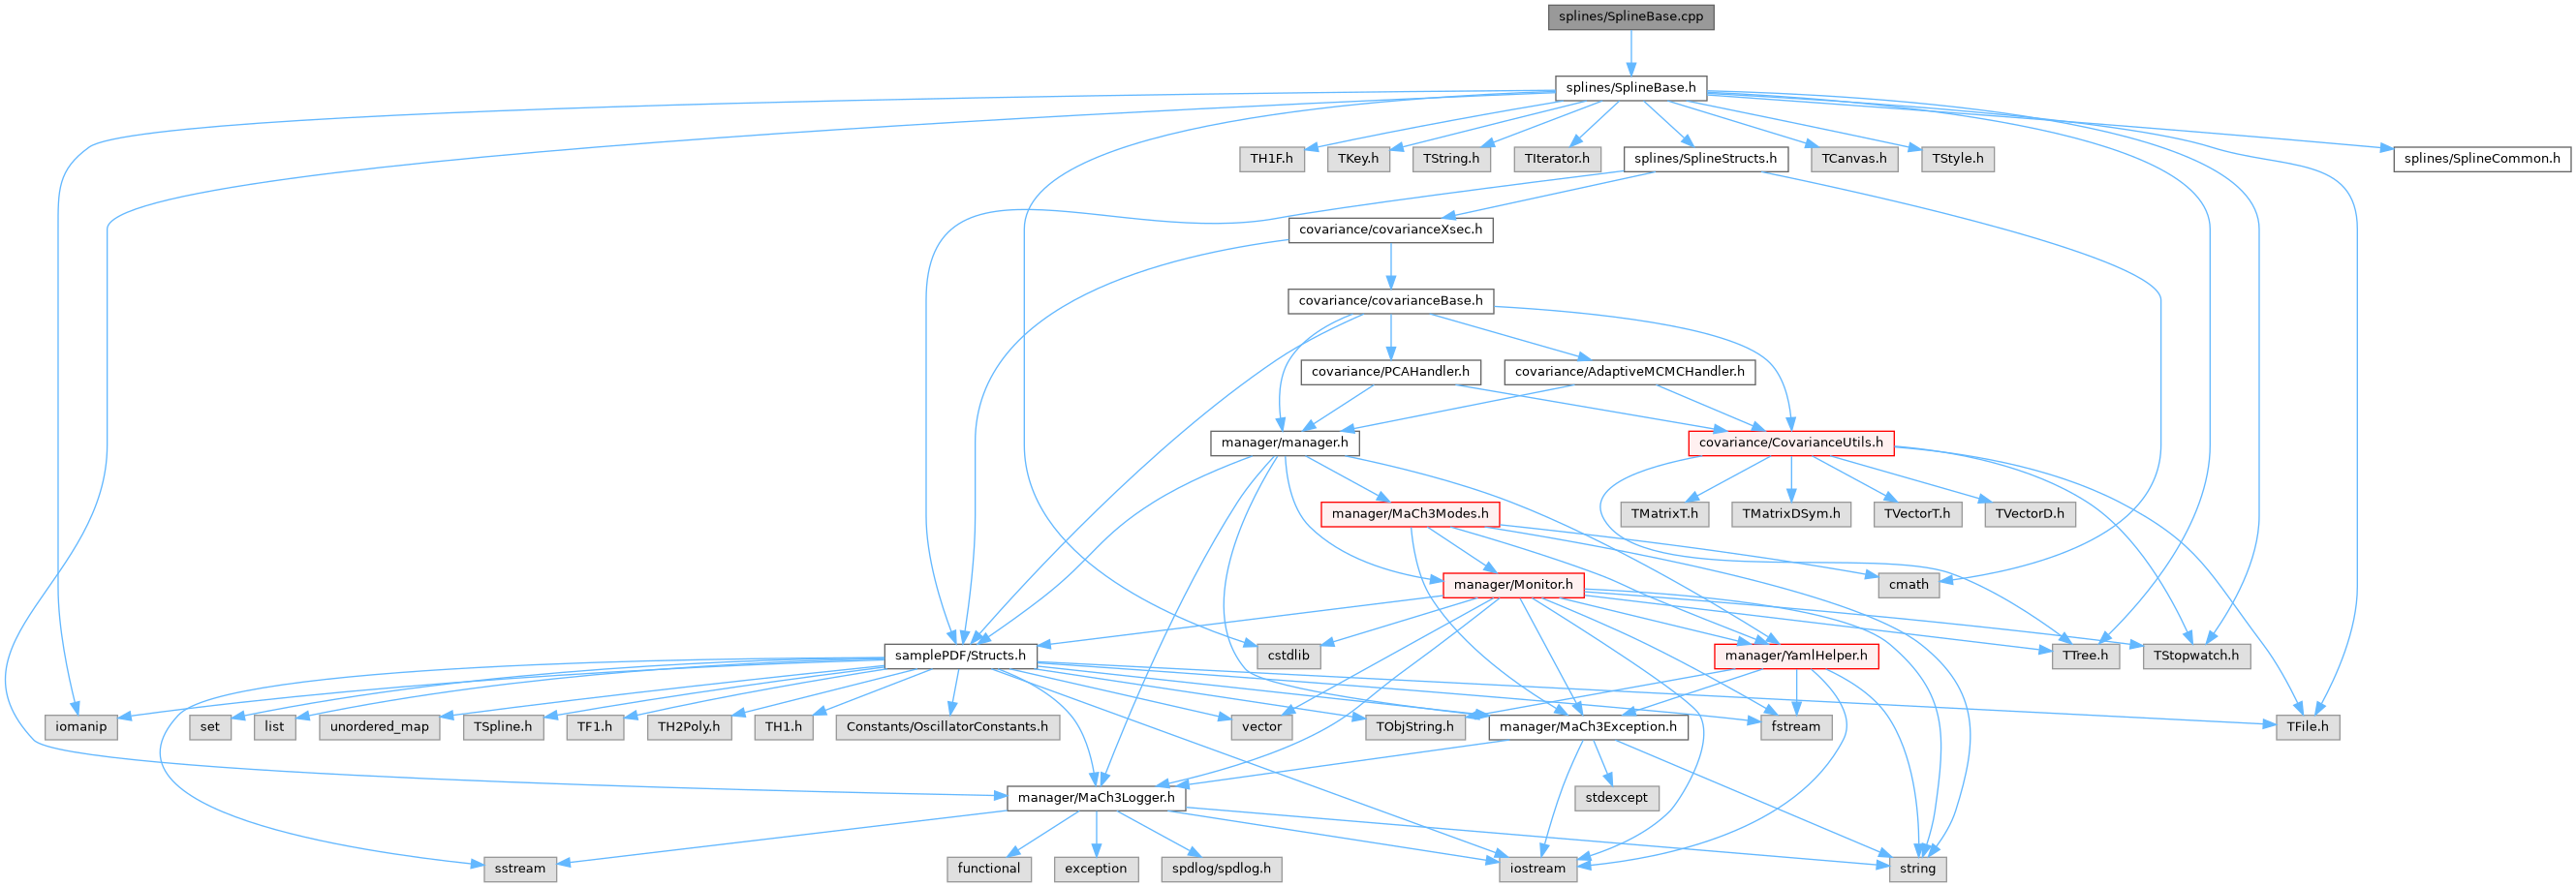 splines/SplineBase.cpp
splines/SplineBase.h
TH1F.h
TKey.h
TString.h
TIterator.h
splines/SplineStructs.h
TCanvas.h
TStyle.h
splines/SplineCommon.h
covariance/covarianceXsec.h
covariance/covarianceBase.h
covariance/PCAHandler.h
covariance/AdaptiveMCMCHandler.h
manager/manager.h
covariance/CovarianceUtils.h
manager/MaCh3Modes.h
TMatrixT.h
TMatrixDSym.h
TVectorT.h
TVectorD.h
manager/Monitor.h
cmath
samplePDF/Structs.h
cstdlib
manager/YamlHelper.h
TTree.h
TStopwatch.h
iomanip
set
list
unordered_map
TSpline.h
TF1.h
TH2Poly.h
TH1.h
Constants/OscillatorConstants.h
vector
TObjString.h
manager/MaCh3Exception.h
fstream
TFile.h
manager/MaCh3Logger.h
stdexcept
sstream
functional
exception
spdlog/spdlog.h
iostream
string